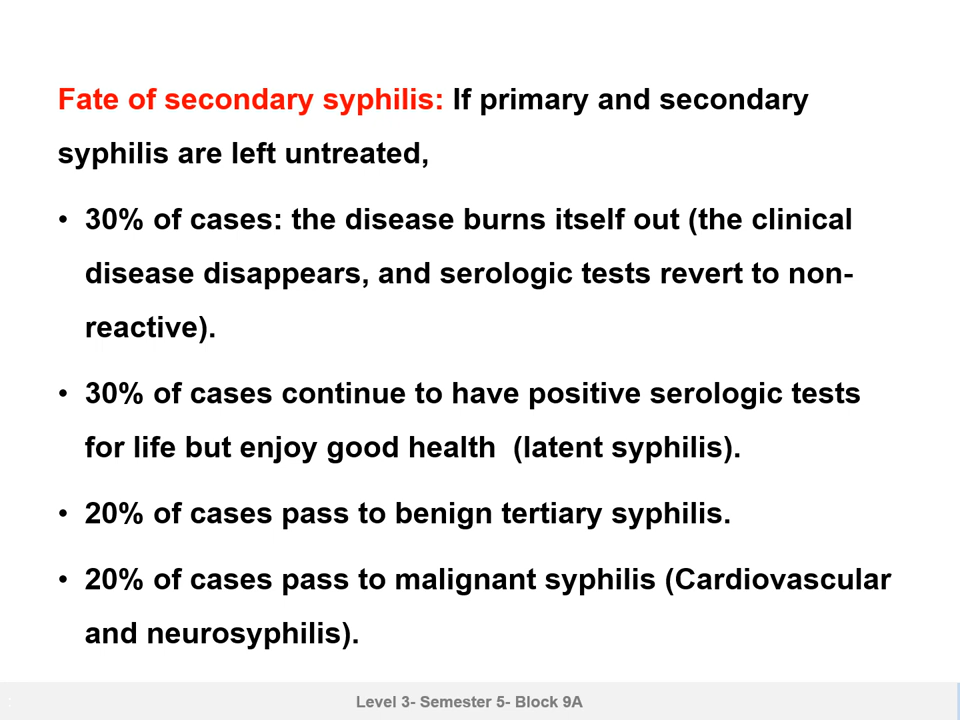 Fate of secondary syphilis: If primary and secondary
syphilis are left untreated,
• 30% of cases: the disease burns itself out (the clinical
disease disappears, and serologic tests revert to non-
reactive).
• 30% of cases continue to have positive serologic tests
for life but enjoy good health (latent syphilis).
• 20% of cases pass to benign tertiary syphilis.
• 20% of cases pass to malignant syphilis (Cardiovascular
and neurosyphilis).
Level 3- Semester 5- Block 9A